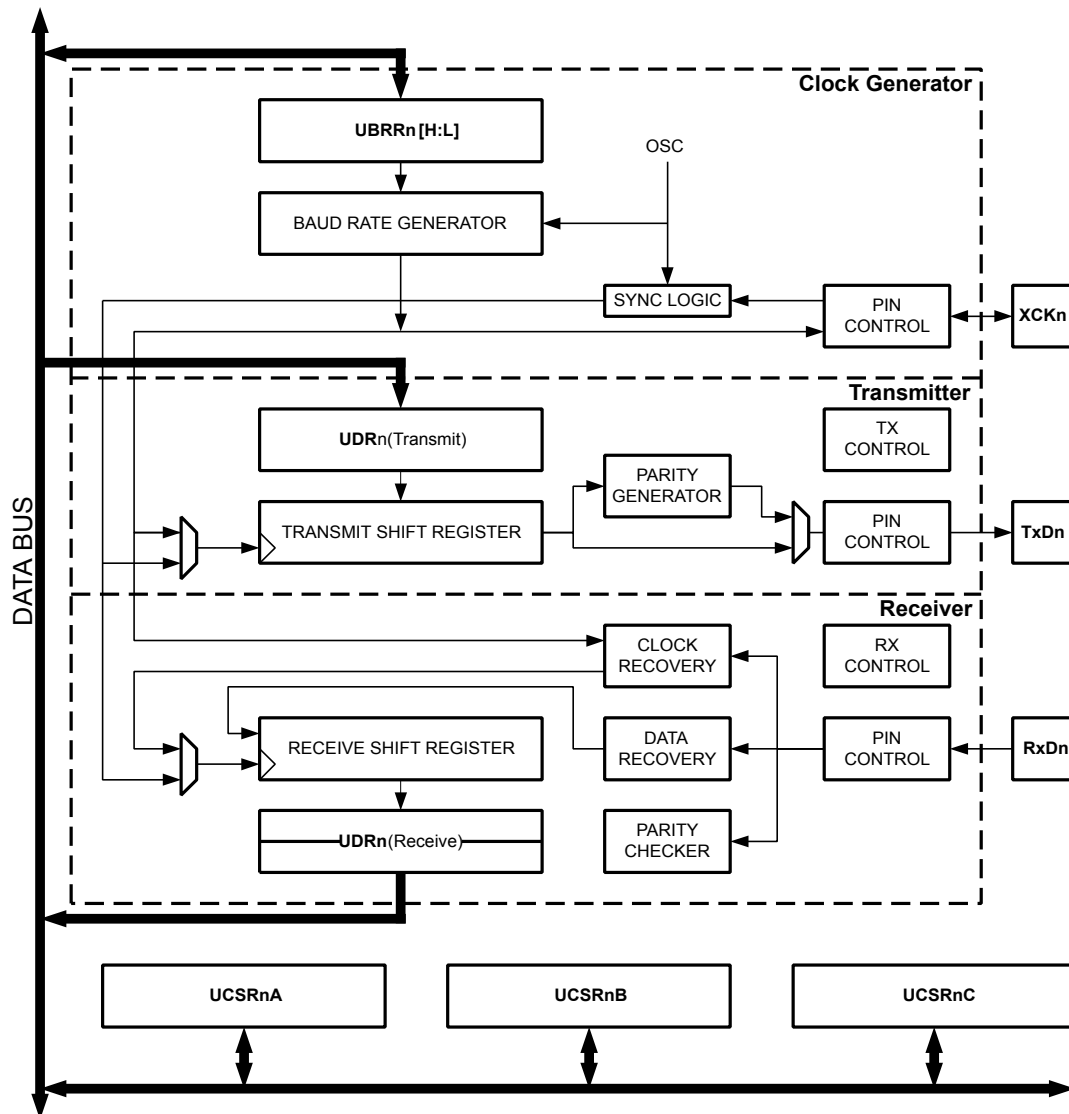 Clock Generator
UBRRn [H:L]
OSC
BAUD RATE GENERATOR
SYNC LOGIC
PIN
CONTROL
XCKn
DATA BUS
Transmitter
UDRn(Transmit)
TX
CONTROL
PARITY
GENERATOR
TRANSMIT SHIFT REGISTER
PIN
CONTROL
TxDn
Receiver
CLOCK
RECOVERY
RX
CONTROL
RECEIVE SHIFT REGISTER
DATA
RECOVERY
PIN
CONTROL
RxDn
UDRn(Receive)
PARITY
CHECKER
UCSRnA
UCSRnB
UCSRnC